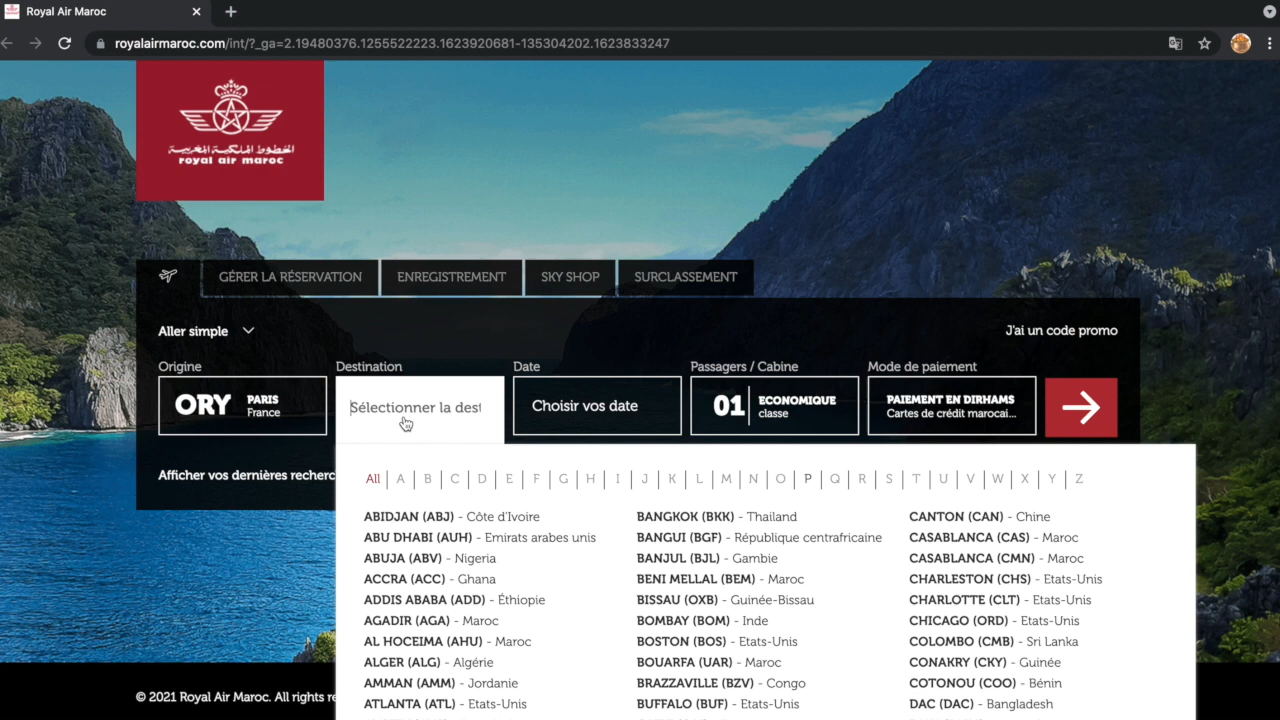 Royal Air Maroc
royalairmaroc.com/int/?_ga=2.19480376.1255522223.1623920681-135304202.1623833247
الخطوط الملكية المغربية
royal air maroc
GÉRER LA RÉSERVATION
ENREGISTREMENT
SKY SHOP
SURCLASSEMENT
Aller simple
J'ai un code promo
Origine
Destination
Date
Passagers / Cabine
Mode de paiement
ORY PARIS
France
Sélectionner la dest
Choisir vos date
01 ECONOMIQUE
classe
PAIEMENT EN DIRHAMS
Cartes de crédit marocai...
Afficher vos dernières recherc
All | A | B | C | D | E | F | G | H | I | J | K | L | M | N | O | P | Q | R | S | T | U | V | W | X | Y | Z
ABIDJAN (ABJ) - Côte d'Ivoire
ABU DHABI (AUH) - Emirats arabes unis
ABUJA (ABV) - Nigeria
ACCRA (ACC) - Ghana
ADDIS ABABA (ADD) - Éthiopie
AGADIR (AGA) - Maroc
AL HOCEIMA (AHU) - Maroc
ALGER (ALG) - Algérie
AMMAN (AMM) - Jordanie
ATLANTA (ATL) - Etats-Unis
BANGKOK (BKK) - Thailand
BANGUI (BGF) - République centrafricaine
BANJUL (BJL) - Gambie
BENI MELLAL (BEM) - Maroc
BISSAU (OXB) - Guinée-Bissau
BOMBAY (BOM) - Inde
BOSTON (BOS) - Etats-Unis
BOUARFA (UAR) - Maroc
BRAZZAVILLE (BZV) - Congo
BUFFALO (BUF) - Etats-Unis
CANTON (CAN) - Chine
CASABLANCA (CAS) - Maroc
CASABLANCA (CMN) - Maroc
CHARLESTON (CHS) - Etats-Unis
CHARLOTTE (CLT) - Etats-Unis
CHICAGO (ORD) - Etats-Unis
COLOMBO (CMB) - Sri Lanka
CONAKRY (CKY) - Guinée
COTONOU (COO) - Bénin
DAC (DAC) - Bangladesh
© 2021 Royal Air Maroc. All rights re